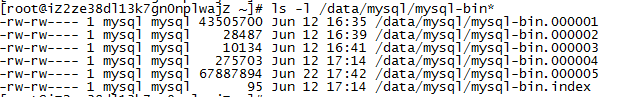 [root@iZ2ze38dl13k7gn0nplwajZ ~]# ls -l /data/mysql/mysql-bin*
-rw-rw---- 1 mysql mysql 43505700 Jun 12 16:35 /data/mysql/mysql-bin.000001
-rw-rw---- 1 mysql mysql    28487 Jun 12 16:39 /data/mysql/mysql-bin.000002
-rw-rw---- 1 mysql mysql    10134 Jun 12 16:41 /data/mysql/mysql-bin.000003
-rw-rw---- 1 mysql mysql   275703 Jun 12 17:14 /data/mysql/mysql-bin.000004
-rw-rw---- 1 mysql mysql 67887894 Jun 22 17:42 /data/mysql/mysql-bin.000005
-rw-rw---- 1 mysql mysql       95 Jun 12 17:14 /data/mysql/mysql-bin.index